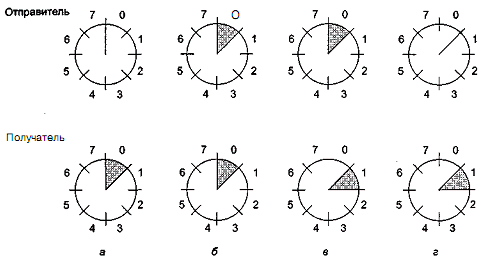 Отправитель
7 0 7 O 7 0 7 0
6 1 6 1 6 1 6 1
5 2 5 2 5 2 5 2
4 3 4 3 4 3 4 3
Получатель
7 0 7 0 7 0 7 0
6 1 6 1 6 1 6 1
5 2 5 2 5 2 5 2
4 3 4 3 4 3 4 3
а б в г